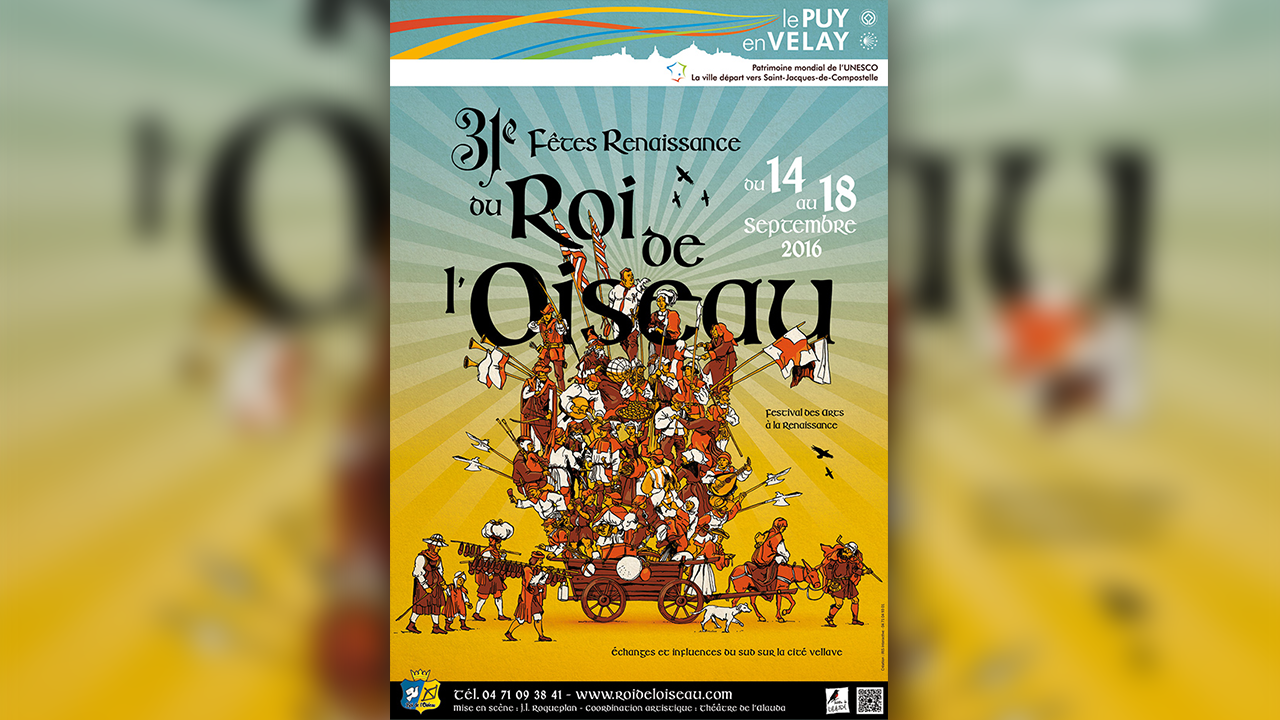 le PUY
en VELAY
Patrimoine mondial de l'UNESCO
La ville départ vers Saint-Jacques-de-Compostelle
31e Fêtes Renaissance
du Roi
de
l'Oiseau
du 14
au 18
Septembre
2016
Festival des Arts
à la Renaissance
Échanges et influences du sud sur la cité vellave
Tél. 04 71 09 38 41 - www.roideloiseau.com
Mise en scène : J.L Roqueplan - Coordination artistique : Théâtre de l'Alauda